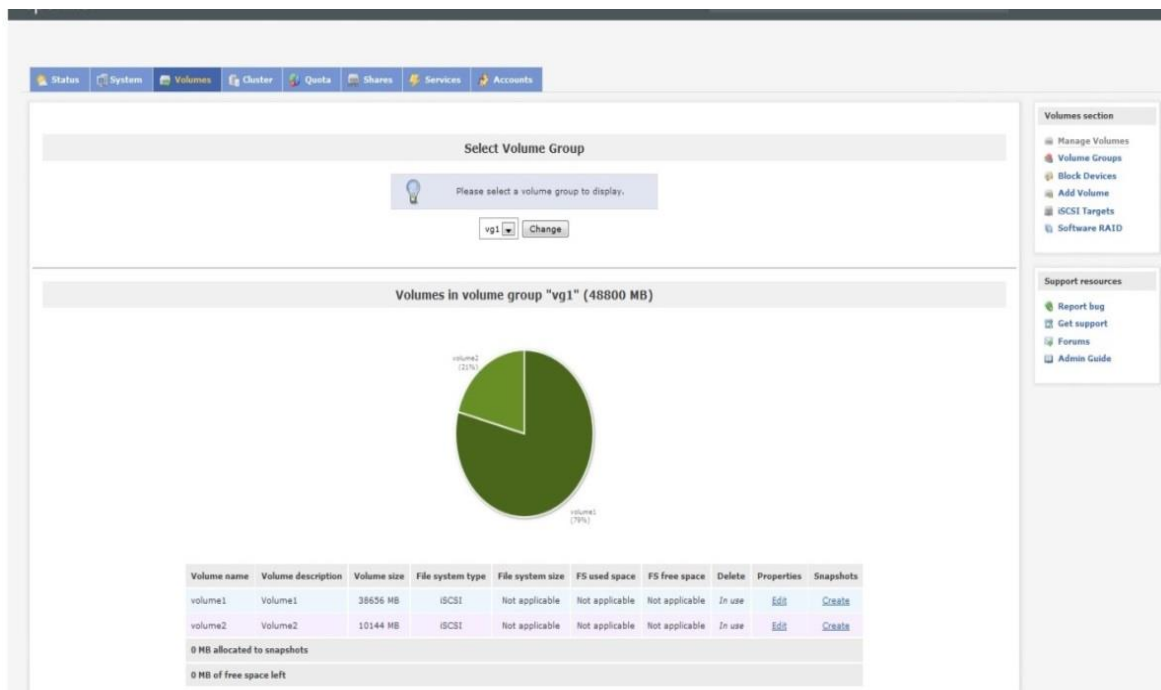 Status System Volumes Cluster Quota Shares Services Accounts
Select Volume Group
Please select a volume group to display.
vg1 Change
Volumes in volume group "vg1" (48800 MB)
volume2
(21%)
volume1
(79%)
Volume name Volume description Volume size File system type File system size FS used space FS free space Delete Properties Snapshots
volume1 Volume1 38656 MB iSCSI Not applicable Not applicable Not applicable In use Edit Create
volume2 Volume2 10144 MB iSCSI Not applicable Not applicable Not applicable In use Edit Create
0 MB allocated to snapshots
0 MB of free space left
Volumes section
Manage Volumes
Volume Groups
Block Devices
Add Volume
iSCSI Targets
Software RAID
Support resources
Report bug
Get support
Forums
Admin Guide